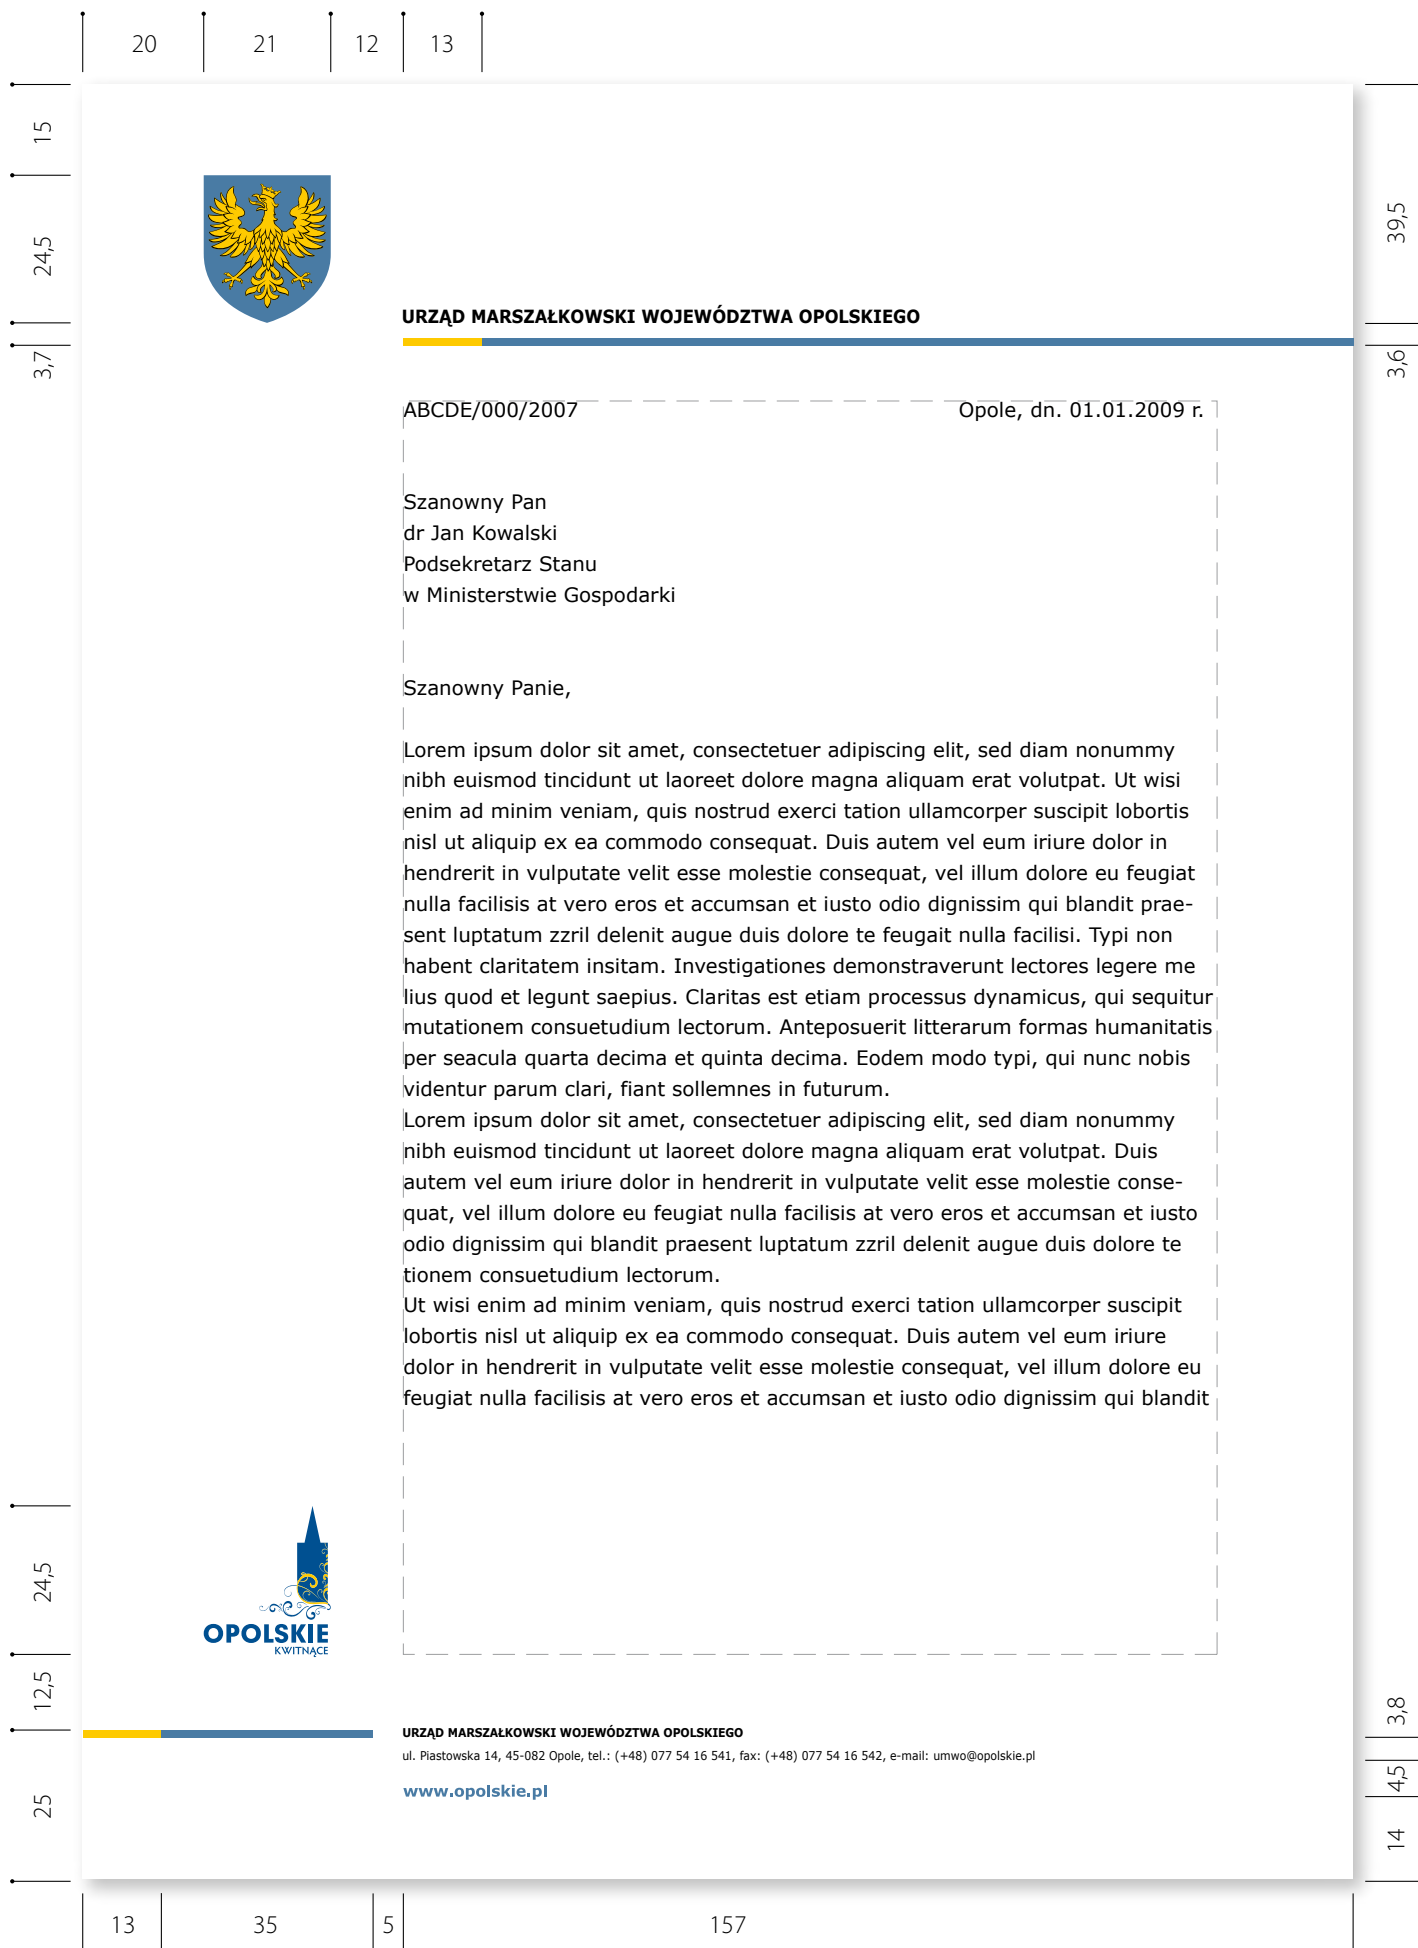 20 21 12 13
15
24,5
3,7
39,5
3,6
URZĄD MARSZAŁKOWSKI WOJEWÓDZTWA OPOLSKIEGO
ABCDE/000/2007 Opole, dn. 01.01.2009 r.
Szanowny Pan
dr Jan Kowalski
Podsekretarz Stanu
w Ministerstwie Gospodarki
Szanowny Panie,
Lorem ipsum dolor sit amet, consectetuer adipiscing elit, sed diam nonummy
nibh euismod tincidunt ut laoreet dolore magna aliquam erat volutpat. Ut wisi
enim ad minim veniam, quis nostrud exerci tation ullamcorper suscipit lobortis
nisl ut aliquip ex ea commodo consequat. Duis autem vel eum iriure dolor in
hendrerit in vulputate velit esse molestie consequat, vel illum dolore eu feugiat
nulla facilisis at vero eros et accumsan et iusto odio dignissim qui blandit prae-
sent luptatum zzril delenit augue duis dolore te feugait nulla facilisi. Typi non
habent claritatem insitam. Investigationes demonstraverunt lectores legere me
lius quod et legunt saepius. Claritas est etiam processus dynamicus, qui sequitur
mutationem consuetudium lectorum. Anteposuerit litterarum formas humanitatis
per seacula quarta decima et quinta decima. Eodem modo typi, qui nunc nobis
videntur parum clari, fiant sollemnes in futurum.
Lorem ipsum dolor sit amet, consectetuer adipiscing elit, sed diam nonummy
nibh euismod tincidunt ut laoreet dolore magna aliquam erat volutpat. Duis
autem vel eum iriure dolor in hendrerit in vulputate velit esse molestie conse-
quat, vel illum dolore eu feugiat nulla facilisis at vero eros et accumsan et iusto
odio dignissim qui blandit praesent luptatum zzril delenit augue duis dolore te
tionem consuetudium lectorum.
Ut wisi enim ad minim veniam, quis nostrud exerci tation ullamcorper suscipit
lobortis nisl ut aliquip ex ea commodo consequat. Duis autem vel eum iriure
dolor in hendrerit in vulputate velit esse molestie consequat, vel illum dolore eu
feugiat nulla facilisis at vero eros et accumsan et iusto odio dignissim qui blandit
24,5
OPOLSKIE
KWITNĄCE
12,5
3,8
URZĄD MARSZAŁKOWSKI WOJEWÓDZTWA OPOLSKIEGO
ul. Piastowska 14, 45-082 Opole, tel.: (+48) 077 54 16 541, fax: (+48) 077 54 16 542, e-mail: umwo@opolskie.pl
www.opolskie.pl
4,5
25
14
13 35 5 157